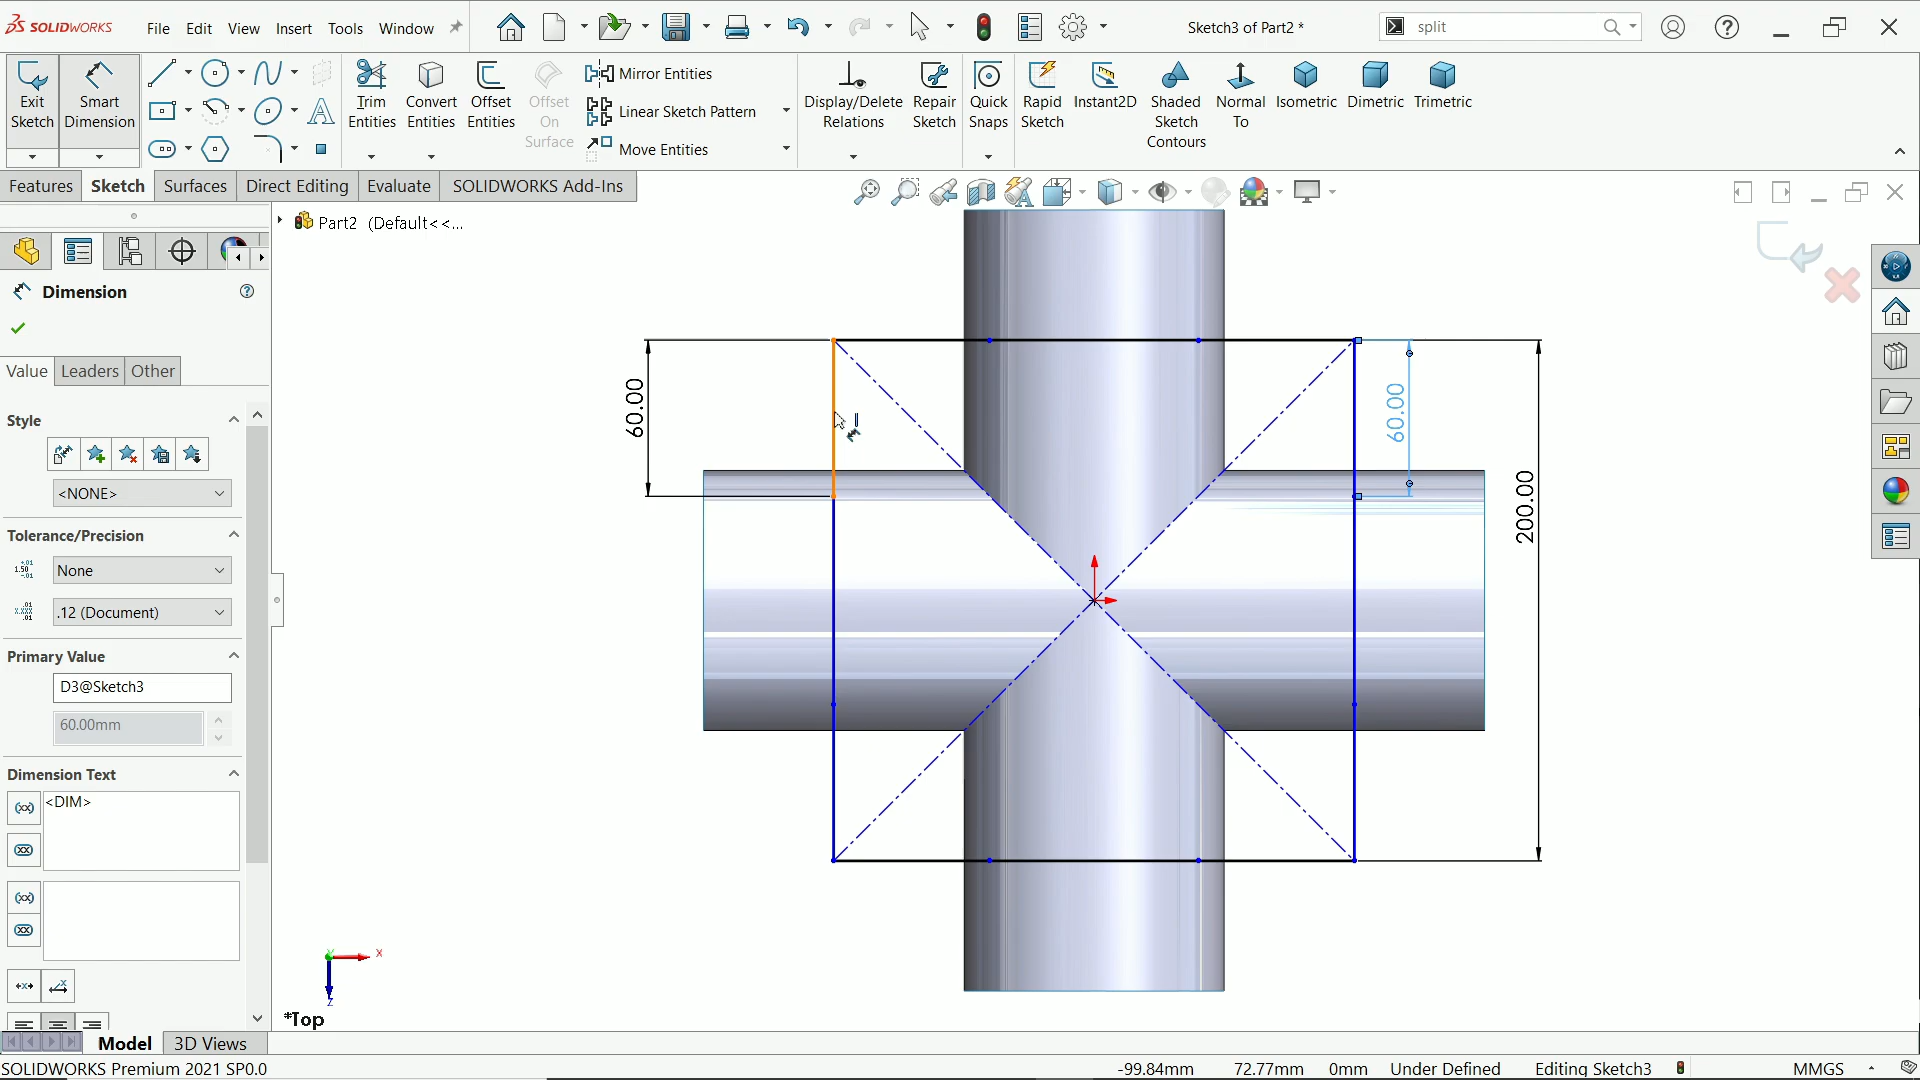 SOLIDWORKS File Edit View Insert Tools Window Sketch3 of Part2 * split
Exit Sketch
Smart Dimension
Trim Entities
Convert Entities
Offset Entities
Offset On Surface
Mirror Entities
Linear Sketch Pattern
Move Entities
Display/Delete Relations
Repair Sketch
Quick Snaps
Rapid Sketch
Instant2D
Shaded Sketch Contours
Normal To
Isometric
Dimetric
Trimetric
Features Sketch Surfaces Direct Editing Evaluate SOLIDWORKS Add-Ins
Part2 (Default<<...
Dimension
Value Leaders Other
Style
<NONE>
Tolerance/Precision
None
.12 (Document)
Primary Value
D3@Sketch3
60.00mm
Dimension Text
<DIM>
60.00
60.00
200.00
X
Y
Z
*Top
Model 3D Views
SOLIDWORKS Premium 2021 SP0.0 -99.84mm 72.77mm 0mm Under Defined Editing Sketch3 MMGS